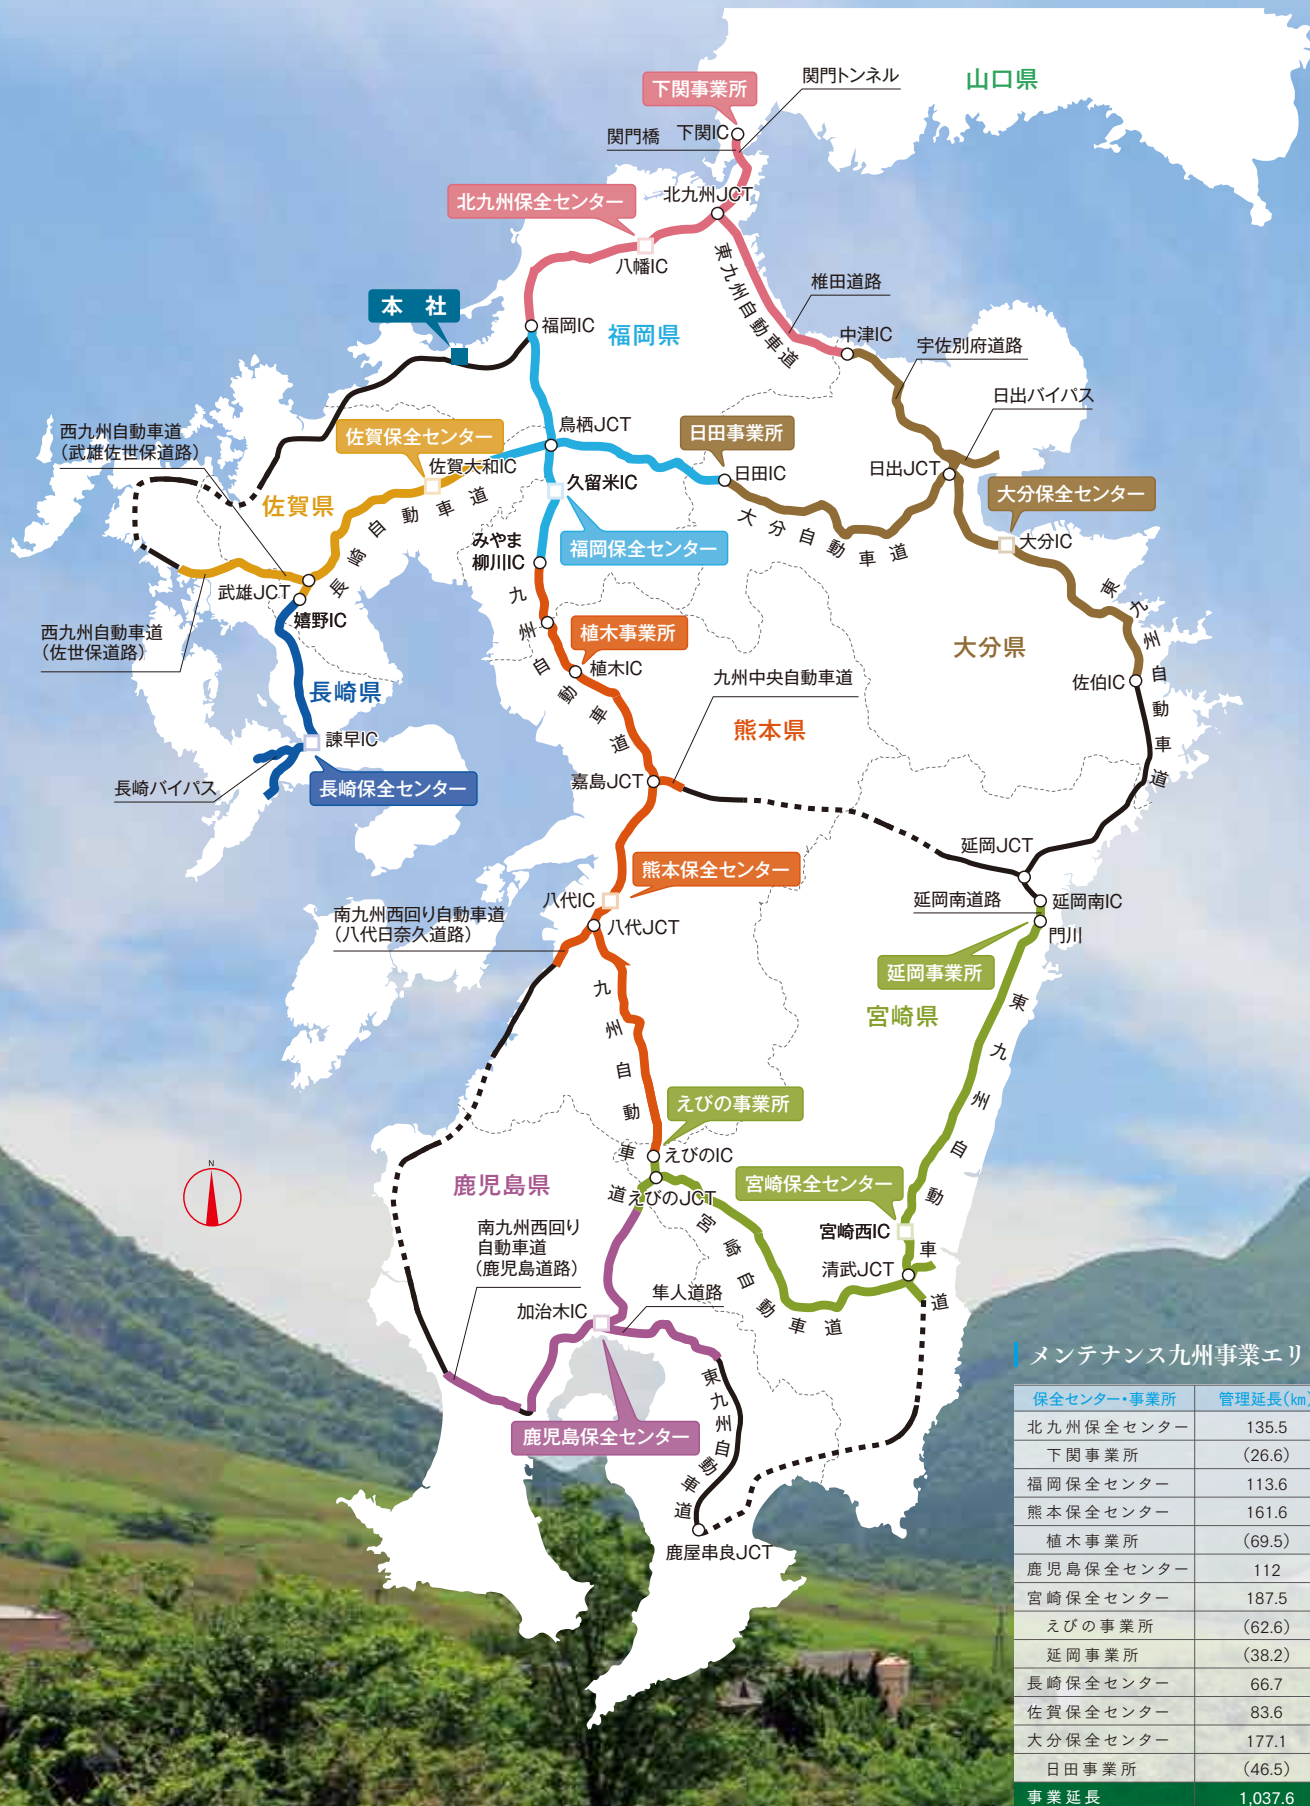 山口県
関門トンネル
下関事業所
関門橋
下関IC
北九州JCT
北九州保全センター
八幡IC
東九州自動車道
椎田道路
本 社
福岡IC
福岡県
中津IC
宇佐別府道路
日出バイパス
西九州自動車道
(武雄佐世保道路)
佐賀保全センター
鳥栖JCT
日田事業所
佐賀大和IC
日田IC
日出JCT
久留米IC
大分保全センター
佐賀県
長崎自動車道
大分自動車道
みやま
柳川IC
福岡保全センター
大分IC
武雄JCT
嬉野IC
西九州自動車道
(佐世保道路)
九州自動車道
植木事業所
植木IC
東九州自動車道
大分県
九州中央自動車道
佐伯IC
長崎県
熊本県
諫早IC
長崎バイパス
長崎保全センター
嘉島JCT
延岡JCT
熊本保全センター
八代IC
延岡南道路
延岡南IC
南九州西回り自動車道
(八代日奈久道路)
八代JCT
門川
延岡事業所
九州自動車道
宮崎県
東九州自動車道
えびの事業所
えびのIC
N
鹿児島県
宮崎保全センター
えびのJCT
宮崎自動車道
南九州西回り
自動車道
(鹿児島道路)
宮崎西IC
清武JCT
隼人道路
加治木IC
東九州自動車道
鹿児島保全センター
鹿屋串良JCT
メンテナンス九州事業エリ
保全センター・事業所 管理延長(km)
北九州保全センター 135.5
下関事業所 (26.6)
福岡保全センター 113.6
熊本保全センター 161.6
植木事業所 (69.5)
鹿児島保全センター 112
宮崎保全センター 187.5
えびの事業所 (62.6)
延岡事業所 (38.2)
長崎保全センター 66.7
佐賀保全センター 83.6
大分保全センター 177.1
日田事業所 (46.5)
事業延長 1,037.6